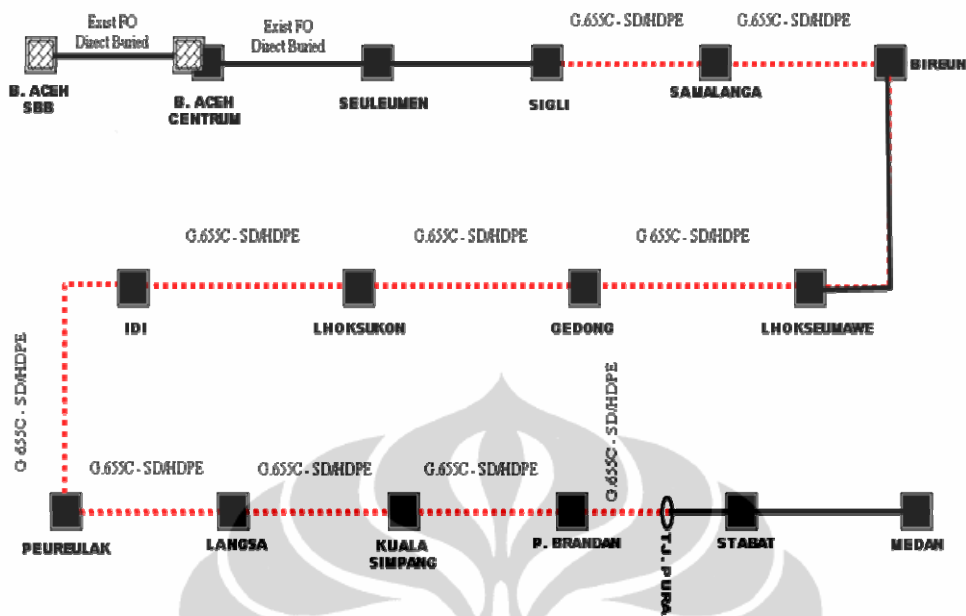 Exist FO
Direct Buried
Exist FO
Direct Buried
G.655C - SD/HDPE
G.655C - SD/HDPE
B. ACEH
SBB
B. ACEH
CENTRUM
SEULEUMEN
SIGLI
SAMALANGA
BIREUN
G.655C - SD/HDPE
G.655C - SD/HDPE
G.655C - SD/HDPE
IDI
LHOKSUKON
GEDONG
LHOKSEUMAWE
G.655C - SD/HDPE
G.655C - SD/HDPE
G.655C - SD/HDPE
G.655C - SD/HDPE
G.655C - SD/HDPE
PEUREULAK
LANGSA
KUALA
SIMPANG
P. BRANDAN
TJ. PURA
STABAT
MEDAN